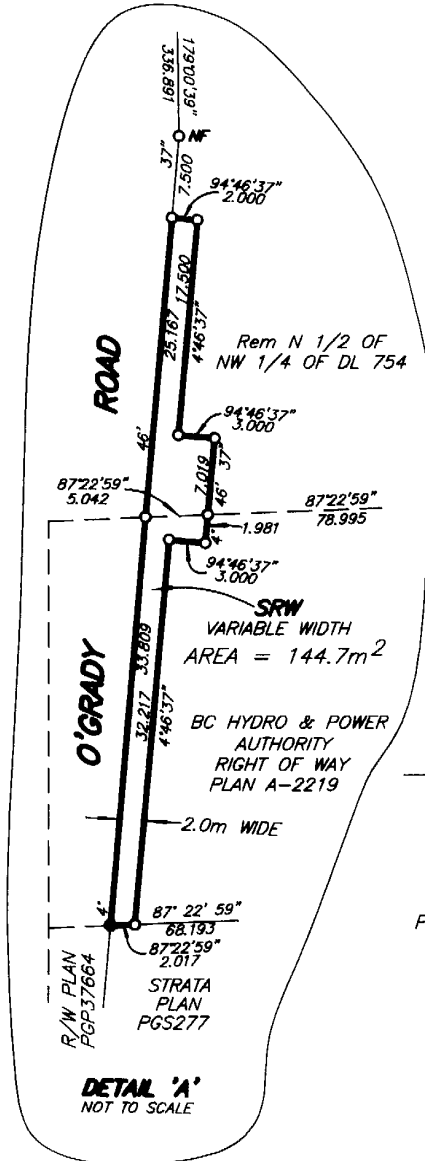 179°00'39"
336.891
NF
37"
7.500
94°46'37"
2.000
17.500
25.167
4°46'37"
Rem N 1/2 OF
NW 1/4 OF DL 754
ROAD
94°46'37"
3.000
37"
46'
7.019
46'
87°22'59"
5.042
87°22'59"
78.995
1.981
4°
94°46'37"
3.000
SRW
VARIABLE WIDTH
AREA = 144.7m²
33.809
32.217
4°46'37"
O'GRADY
BC HYDRO & POWER
AUTHORITY
RIGHT OF WAY
PLAN A-2219
2.0m WIDE
4°
87° 22' 59"
68.193
87°22'59"
2.017
R/W PLAN
PGP37664
STRATA
PLAN
PGS277
P
DETAIL 'A'
NOT TO SCALE